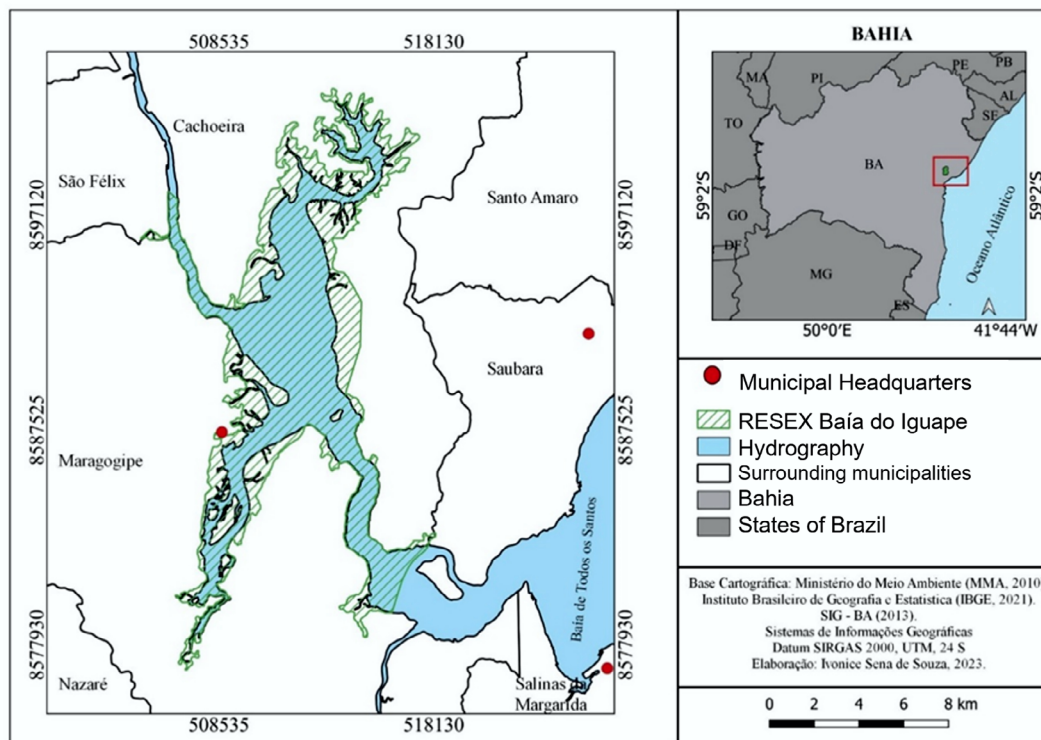 508535
518130
8597120
8587525
8577930
Cachoeira
São Félix
Santo Amaro
Saubara
Maragogipe
Baía de Todos os Santos
Nazaré
Salinas da
Margarida
8597120
8587525
8577930
508535
518130
BAHIA
MA
PI
PE
PB
AL
SE
TO
BA
GO
DF
MG
ES
Oceano Atlântico
59°2'S
59°2'S
50°0'E
41°44'W
Municipal Headquarters
RESEX Baía do Iguape
Hydrography
Surrounding municipalities
Bahia
States of Brazil
Base Cartográfica: Ministério do Meio Ambiente (MMA, 2010)
Instituto Brasileiro de Geografia e Estatística (IBGE, 2021).
SIG - BA (2013).
Sistemas de Informações Geográficas
Datum SIRGAS 2000, UTM, 24 S
Elaboração: Ivonice Sena de Souza, 2023.
0 2 4 6 8 km